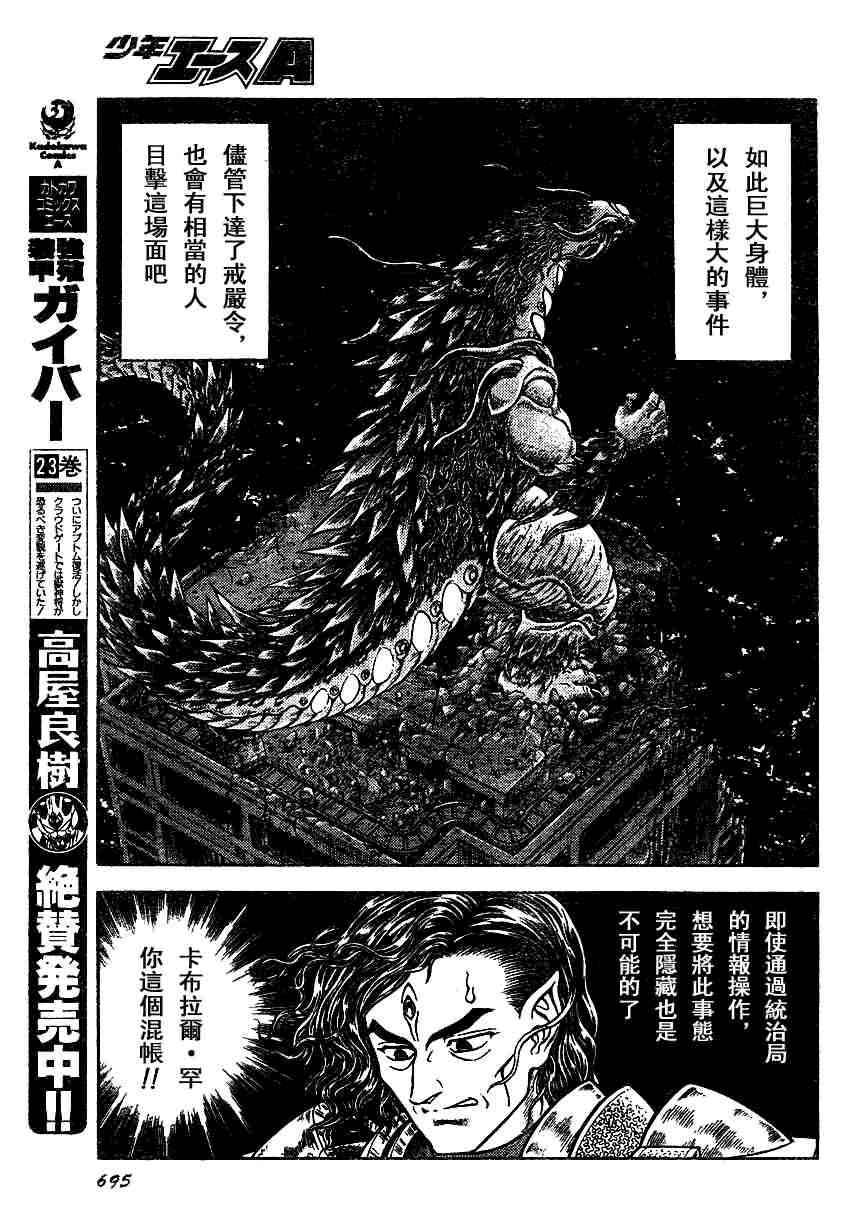 少年エースA
如此巨大身體，
以及這樣大的事件
儘管下達了戒嚴令，
也會有相當的人
目擊這場面吧
即使通過統治局
的情報操作，
想要將此事態
完全隱藏也是
不可能的了
卡布拉爾·罕
你這個混帳!!
Kadokawa
Comics
A
カドカワ
コミックス
エース
強殖
装甲
ガイバー
23巻
ついにアプトム復活！しかし
クラウドゲートでは獣神将が
恐るべき変貌を遂げていた！
高屋良樹
絶賛発売中!!
695